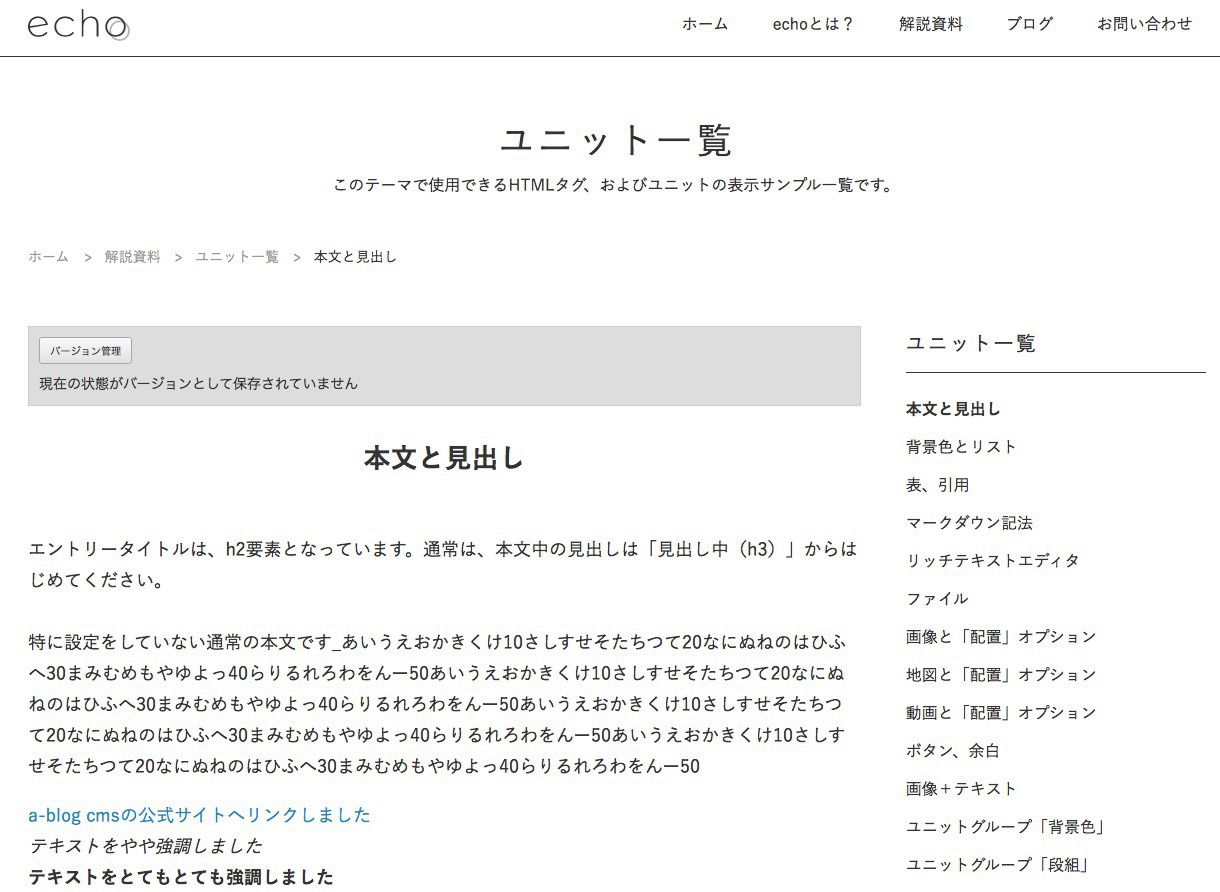 echo
ホーム echoとは？ 解説資料 ブログ お問い合わせ
ユニット一覧
このテーマで使用できるHTMLタグ、およびユニットの表示サンプル一覧です。
ホーム > 解説資料 > ユニット一覧 > 本文と見出し
バージョン管理
現在の状態がバージョンとして保存されていません
本文と見出し
エントリータイトルは、h2要素となっています。通常は、本文中の見出しは「見出し中（h3）」からは
じめてください。
特に設定をしていない通常の本文です_あいうえおかきくけ10さしすせそたちつて20なにぬねのはひふ
へ30まみむめもやゆよっ40らりるれろわをんー50あいうえおかきくけ10さしすせそたちつて20なにぬ
ねのはひふへ30まみむめもやゆよっ40らりるれろわをんー50あいうえおかきくけ10さしすせそたちつ
て20なにぬねのはひふへ30まみむめもやゆよっ40らりるれろわをんー50あいうえおかきくけ10さしす
せそたちつて20なにぬねのはひふへ30まみむめもやゆよっ40らりるれろわをんー50
a-blog cmsの公式サイトへリンクしました
テキストをやや強調しました
テキストをとてもとても強調しました
ユニット一覧
本文と見出し
背景色とリスト
表、引用
マークダウン記法
リッチテキストエディタ
ファイル
画像と「配置」オプション
地図と「配置」オプション
動画と「配置」オプション
ボタン、余白
画像＋テキスト
ユニットグループ「背景色」
ユニットグループ「段組」